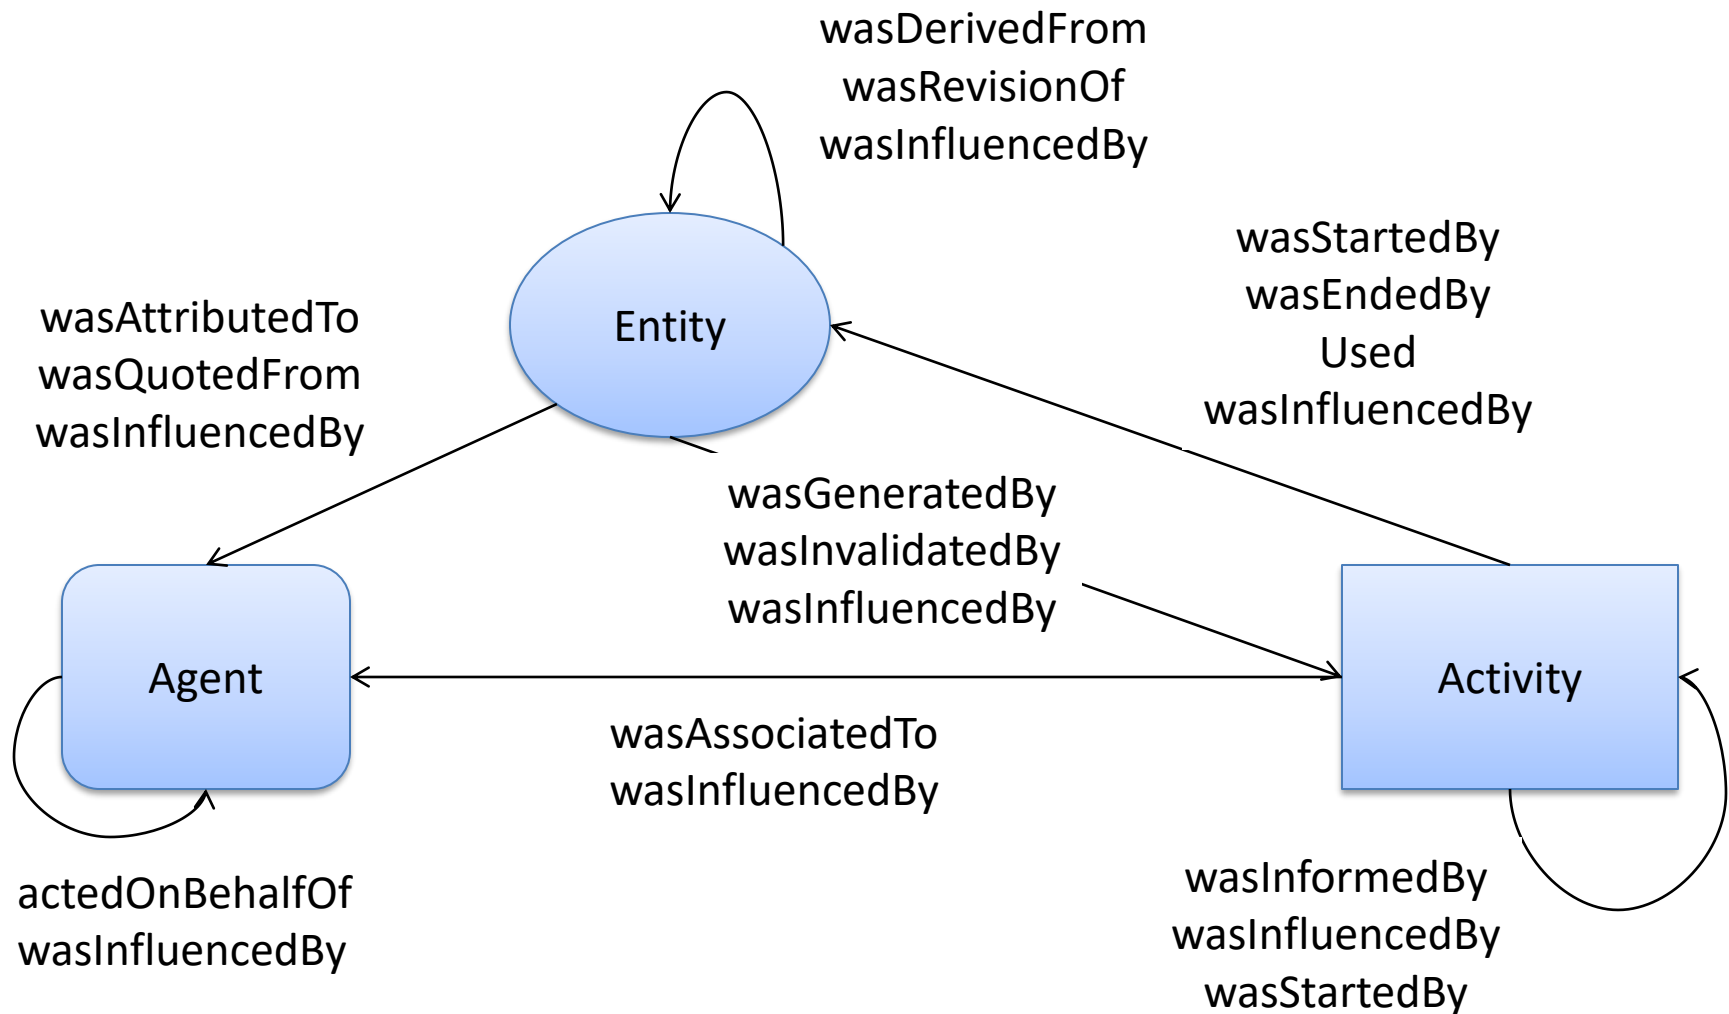 wasDerivedFrom
wasRevisionOf
wasInfluencedBy
wasStartedBy
wasEndedBy
Used
wasInfluencedBy
wasAttributedTo
wasQuotedFrom
wasInfluencedBy
Entity
wasGeneratedBy
wasInvalidatedBy
wasInfluencedBy
Agent
Activity
wasAssociatedTo
wasInfluencedBy
actedOnBehalfOf
wasInfluencedBy
wasInformedBy
wasInfluencedBy
wasStartedBy